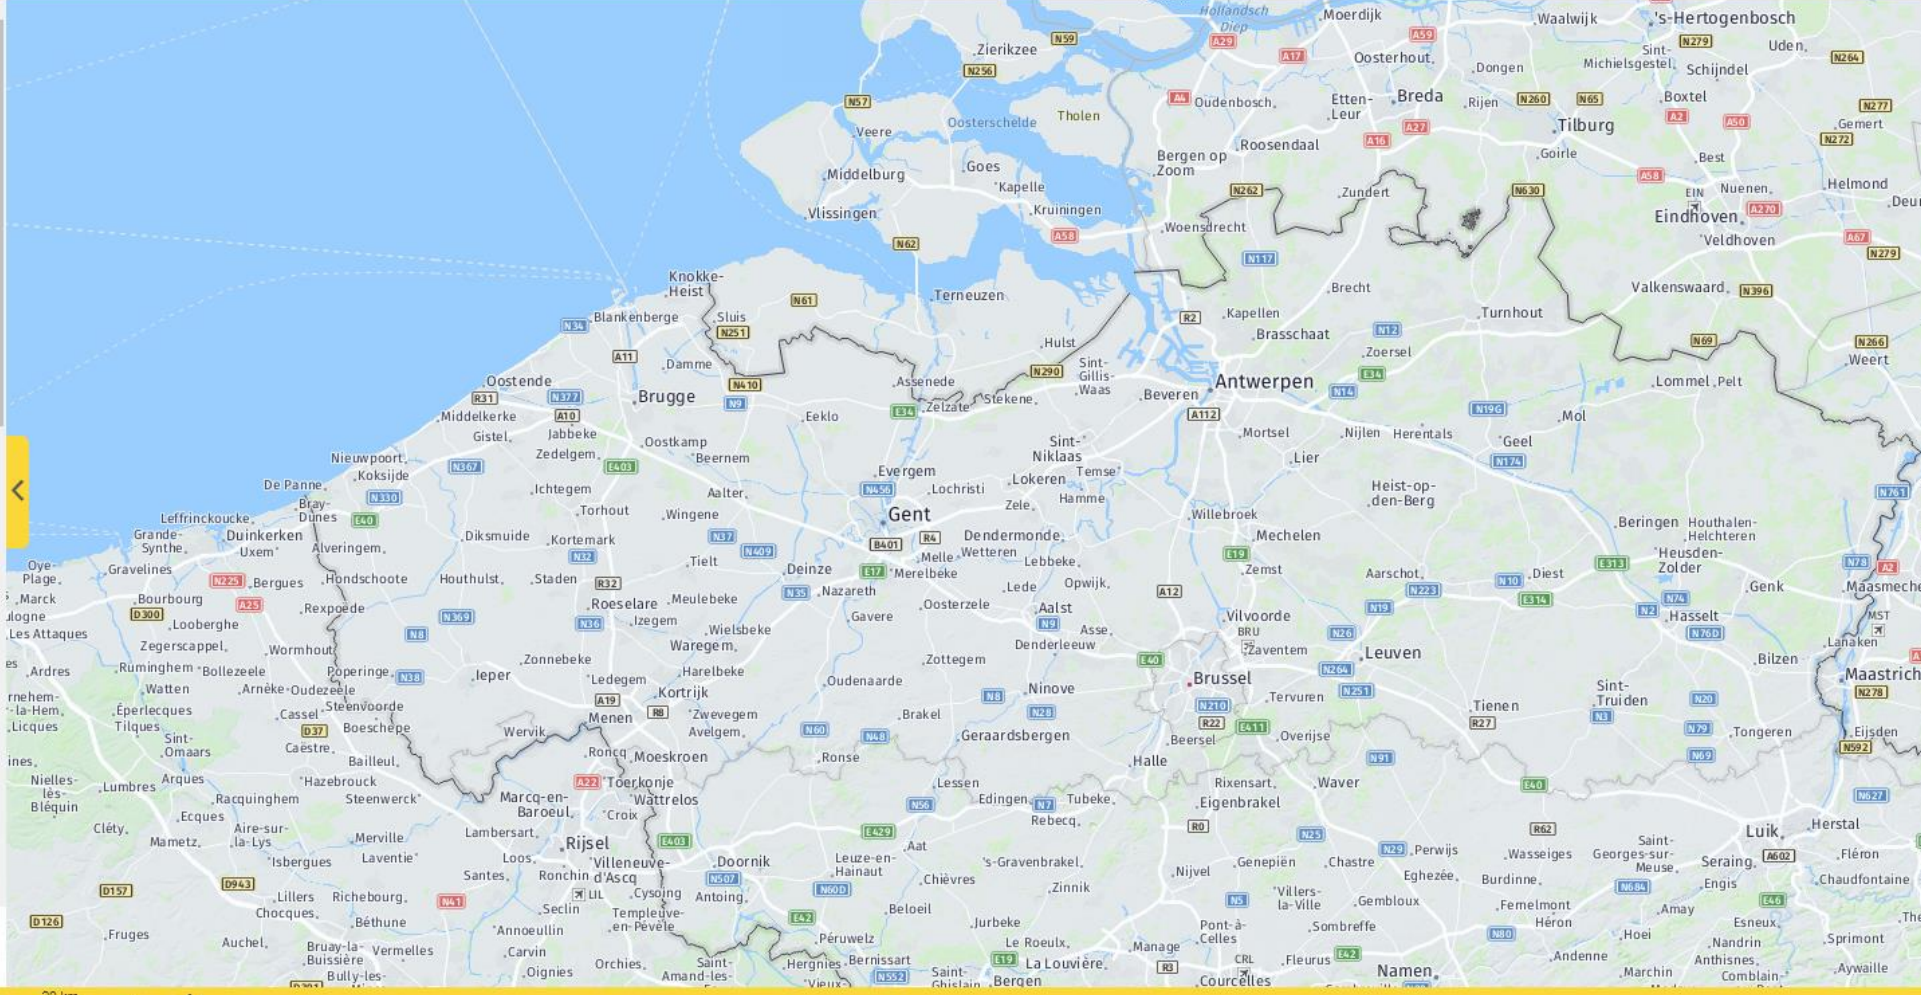 Hollandsch
Diep
Moerdijk
Waalwijk
's-Hertogenbosch
Zierikzee
N59
A29
A17
A59
Oosterhout
N279
Uden
N264
N256
Dongen
Sint-
Michielsgestel
Schijndel
N57
A4
Oudenbosch
Etten-
Leur
Breda
Rijen
N260
N65
Boxtel
N277
Veere
Oosterschelde
Tholen
A27
Tilburg
A2
A50
Gemert
A16
N272
Roosendaal
Bergen op
Zoom
Goirle
Best
Middelburg
Goes
Kapelle
N262
Zundert
N630
A58
EIN
Nuenen
Helmond
Vlissingen
Kruiningen
A58
Woensdrecht
Eindhoven
A270
Deu
N62
Veldhoven
A67
N279
N117
Knokke-
Heist
Terneuzen
N61
Brecht
Valkenswaard
N396
Blankenberge
Sluis
N34
N251
R2
Kapellen
Turnhout
Brasschaat
N12
N69
N266
A11
Hulst
Damme
Zoersel
Weert
Sint-
Gillis-
Waas
N290
E34
Oostende
N410
Assenede
Antwerpen
Lommel
Pelt
R31
N377
Brugge
N9
Stekene
Beveren
N14
Middelkerke
A10
Eeklo
E34
Zelzate
A112
N19G
Mol
Gistel
Jabbeke
Oostkamp
Sint-
Niklaas
Mortsel
Nijlen
Herentals
Geel
Nieuwpoort
Zedelgem
Beernem
Lier
N174
Koksijde
N367
E403
Evergem
Temse
De Panne
N330
Ichtegem
Aalter
N456
Lochristi
Lokeren
Hamme
Heist-op-
den-Berg
N761
Bray-
Dunes
E40
Torhout
Wingene
Gent
Zele
Willebroek
Leffrinckoucke
Beringen
Houthalen-
Helchteren
Grande-
Synthe
Duinkerken
Diksmuide
Kortemark
N37
B401
R4
Dendermonde
Mechelen
Uxem
Alveringem
N32
N409
Melle
Wetteren
E19
Heusden-
Zolder
Oye-
Plage
Gravelines
Tielt
Deinze
E17
Merelbeke
Lebbeke
Zemst
E313
N78
A2
N225
Bergues
Hondschoote
Houthulst
Staden
R32
N35
Nazareth
Lede
Opwijk
A12
Aarschot
N10
Diest
Genk
Maasmeche
Marck
Bourbourg
A25
Rexpoëde
Roeselare
Meulebeke
Oosterzele
Aalst
N223
E314
N74
D300
N369
N36
Izegem
Gavere
N9
Vilvoorde
N19
N2
Hasselt
MST
Looberghe
Les Attaques
N8
Wielsbeke
Asse
BRU
N26
N76D
Zegerscappel
Wormhout
Waregem
Denderleeuw
Zaventem
Leuven
Lanaken
Ardres
Ruminghem
Bollezeele
Poperinge
N38
Ieper
Zonnebeke
Harelbeke
Zottegem
E40
N264
Bilzen
Watten
Arnèke
Oudezeele
Ledegem
Kortrijk
Oudenaarde
N8
Ninove
Brussel
Tervuren
N251
Sint-
Truiden
N20
Maastrich
N278
rnehem-
-la-Hem
Licques
Éperlecques
Tilques
Cassel
Steenvoorde
A19
R8
Menen
Zwevegem
Avelgem
Brakel
N28
N210
R22
E411
Tienen
R27
N3
D37
Boeschepe
Wervik
N60
N48
Geraardsbergen
Beersel
Overijse
N79
Tongeren
Eijsden
Sint-
Omaars
Caëstre
Roncq
Moeskroen
Ronse
Halle
N91
N69
N592
Bailleul
Nielles-
lès-
Bléquin
Arques
Hazebrouck
A22
Toerkonje
Lessen
Rixensart
Waver
E40
Lumbres
Racquinghem
Steenwerck
Marcq-en-
Baroeul
Wattrelos
N56
Edingen
N7
Tubeke
Eigenbrakel
N627
Ecques
Croix
Rebecq
Cléty
Aire-sur-
la-Lys
Merville
Lambersart
E429
R0
N25
R62
Luik
Herstal
Mametz
Rijsel
E403
Aat
N29
Perwijs
Saint-
Georges-sur-
Meuse
Isbergues
Laventie
Loos
Villeneuve-
d'Ascq
Doornik
Leuze-en-
Hainaut
's-Gravenbrakel
Genepiën
Chastre
Wasseiges
Seraing
A602
Fléron
D157
D943
Santes
Ronchin
N507
Chièvres
Zinnik
Nijvel
Eghezée
Burdinne
Engis
Chaudfontaine
Lillers
Richebourg
N41
LIL
Cysoing
Antoing
N60D
Villers-
la-Ville
N684
E46
D126
Chocques
Seclin
Templeuve-
en-Pévèle
E42
Beloeil
N5
Gembloux
Fernelmont
Amay
Béthune
Annoeullin
Jurbeke
Pont-à-
Celles
Sombreffe
Héron
Esneux
Fruges
Auchel
Péruwelz
Le Roeulx
N80
Hoei
Nandrin
Sprimont
Bruay-la-
Buissière
Vermelles
Carvin
Manage
E42
Andenne
Anthisnes
Bully-les-
Oignies
Orchies
Saint-
Amand-les-
Hergnies
Bernissart
E19
La Louvière
R3
CRL
Fleurus
Namen
Marchin
Comblain-
Aywaille
Vieux-
N552
Saint-
Ghislain
Bergen
Courcelles